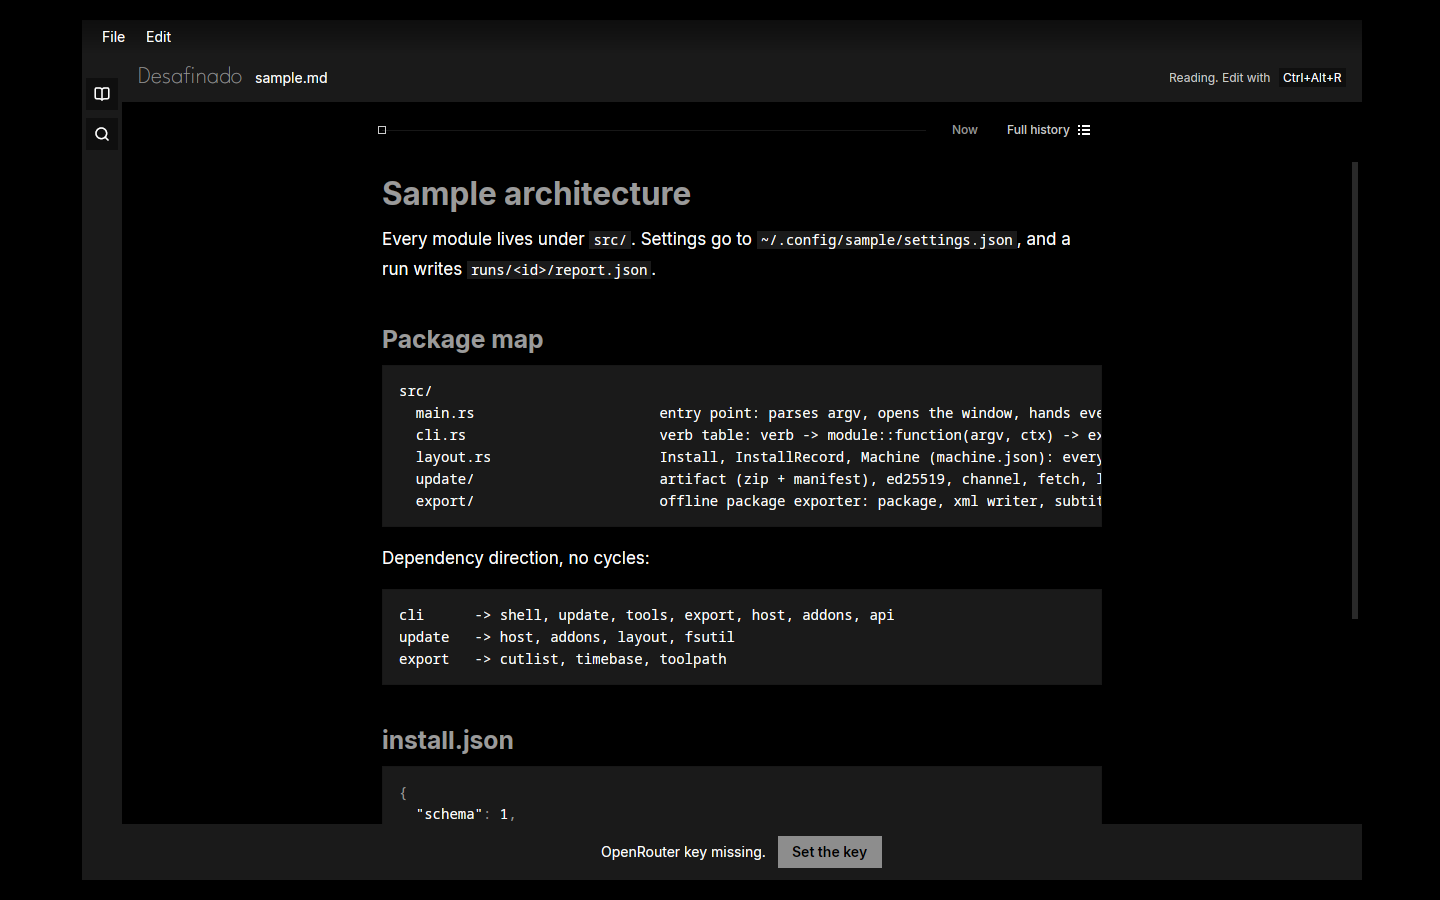 File Edit
Desafinado sample.md
Reading. Edit with Ctrl+Alt+R
Now Full history
Sample architecture
Every module lives under src/. Settings go to ~/.config/sample/settings.json, and a
run writes runs/<id>/report.json.
Package map
src/
  main.rs                      entry point: parses argv, opens the window, hands eve
  cli.rs                       verb table: verb -> module::function(argv, ctx) -> ex
  layout.rs                    Install, InstallRecord, Machine (machine.json): every
  update/                      artifact (zip + manifest), ed25519, channel, fetch,
  export/                      offline package exporter: package, xml writer, subtit
Dependency direction, no cycles:
cli      -> shell, update, tools, export, host, addons, api
update   -> host, addons, layout, fsutil
export   -> cutlist, timebase, toolpath
install.json
{
  "schema": 1,
OpenRouter key missing. Set the key